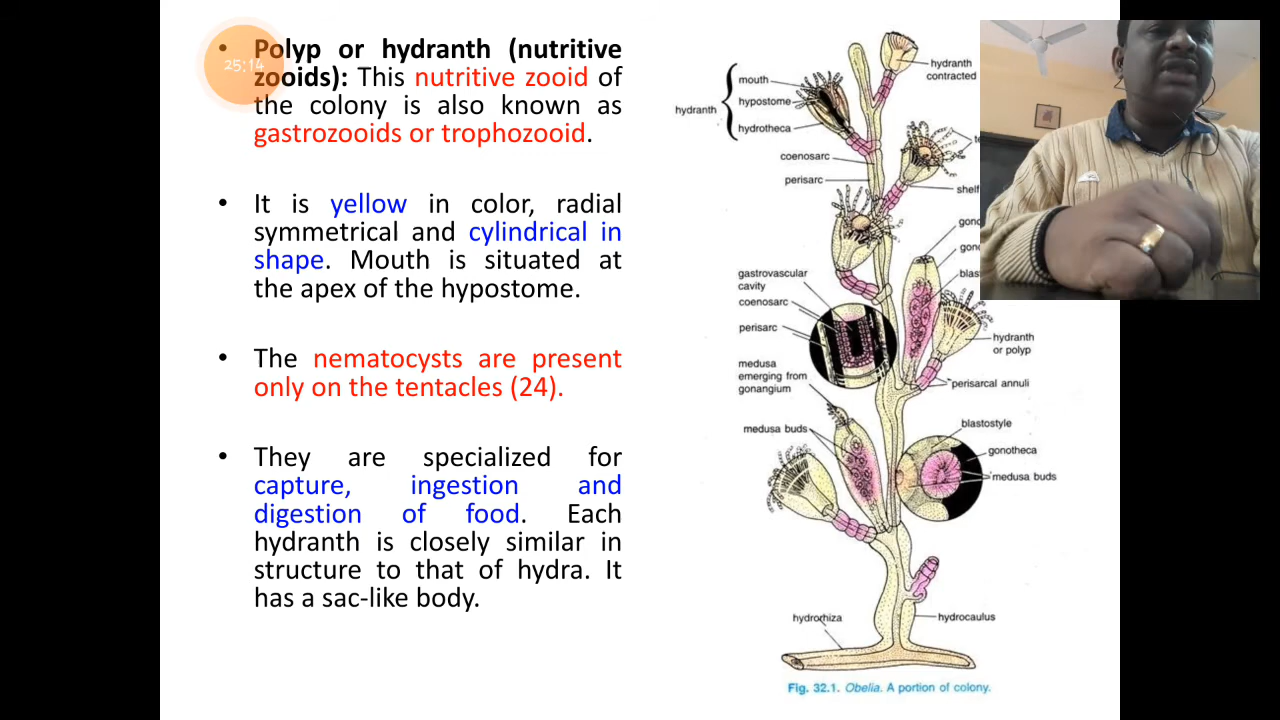 • Polyp or hydranth (nutritive
zooids): This nutritive zooid of
the colony is also known as
gastrozooids or trophozooid.
25:14
• It is yellow in color, radial
symmetrical and cylindrical in
shape. Mouth is situated at
the apex of the hypostome.
• The nematocysts are present
only on the tentacles (24).
• They are specialized for
capture, ingestion and
digestion of food. Each
hydranth is closely similar in
structure to that of hydra. It
has a sac-like body.
hydranth
contracted
mouth
hydranth
hypostome
hydrotheca
coenosarc
perisarc
shelf
gastrovascular
cavity
coenosarc
perisarc
hydranth
or polyp
medusa
emerging from
gonangium
perisarcal annuli
medusa buds
blastostyle
gonotheca
medusa buds
hydrorhiza
hydrocaulus
Fig. 32.1. Obelia. A portion of colony.